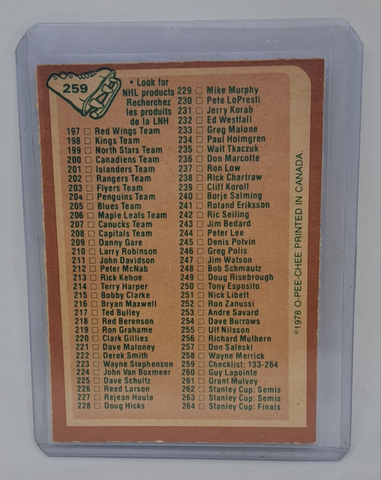 259
• Look for
NHL products
Recherchez
les produits
de la LNH
197 □ Red Wings Team
198 □ Kings Team
199 □ North Stars Team
200 □ Canadiens Team
201 □ Islanders Team
202 □ Rangers Team
203 □ Flyers Team
204 □ Penguins Team
205 □ Blues Team
206 □ Maple Leafs Team
207 □ Canucks Team
208 □ Capitals Team
209 □ Danny Gare
210 □ Larry Robinson
211 □ John Davidson
212 □ Peter McNab
213 □ Rick Kehoe
214 □ Terry Harper
215 □ Bobby Clarke
216 □ Bryan Maxwell
217 □ Ted Bulley
218 □ Red Berenson
219 □ Ron Grahame
220 □ Clark Gillies
221 □ Dave Maloney
222 □ Derek Smith
223 □ Wayne Stephenson
224 □ John Van Boxmeer
225 □ Dave Schultz
226 □ Reed Larson
227 □ Rejean Houle
228 □ Doug Hicks
229 □ Mike Murphy
230 □ Pete LoPresti
231 □ Jerry Korab
232 □ Ed Westfall
233 □ Greg Malone
234 □ Paul Holmgren
235 □ Walt Tkaczuk
236 □ Don Marcotte
237 □ Ron Low
238 □ Rick Chartraw
239 □ Cliff Koroll
240 □ Borje Salming
241 □ Roland Eriksson
242 □ Ric Seiling
243 □ Jim Bedard
244 □ Peter Lee
245 □ Denis Potvin
246 □ Greg Polis
247 □ Jim Watson
248 □ Bob Schmautz
249 □ Doug Risebrough
250 □ Tony Esposito
251 □ Nick Libett
252 □ Ron Zanussi
253 □ Andre Savard
254 □ Dave Burrows
255 □ Ulf Nilsson
256 □ Richard Mulhern
257 □ Don Saleski
258 □ Wayne Merrick
259 □ Checklist: 133-264
260 □ Guy Lapointe
261 □ Grant Mulvey
262 □ Stanley Cup: Semis
263 □ Stanley Cup: Semis
264 □ Stanley Cup: Finals
©1978 O-PEE-CHEE PRINTED IN CANADA.